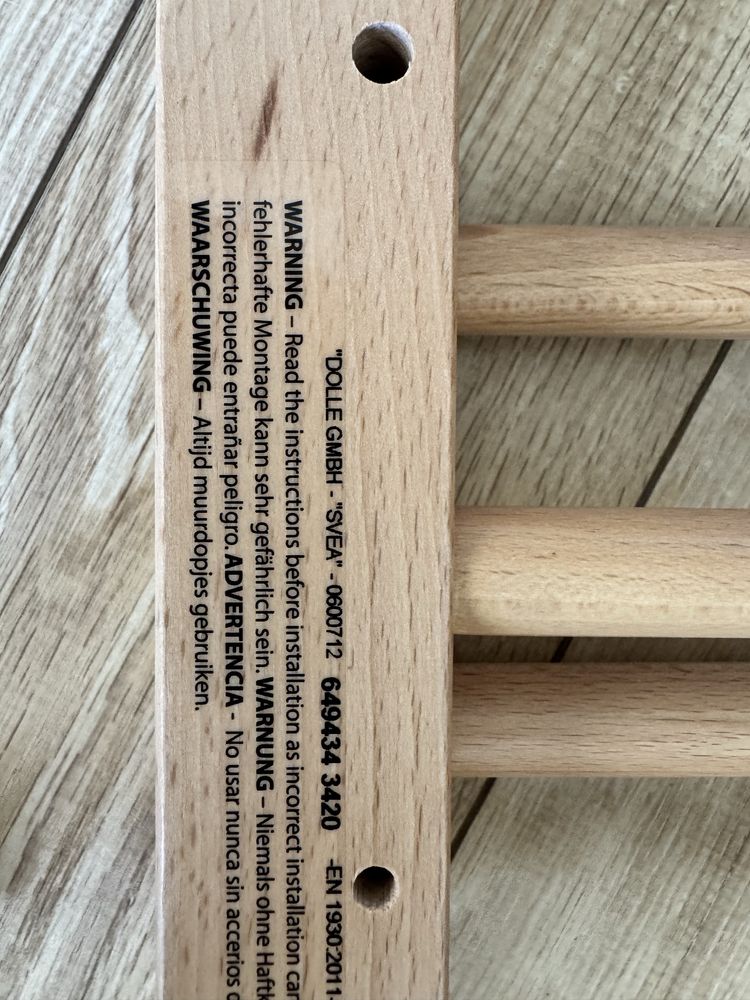 "DOLLE GMBH - "SVEA" - 0600712 649434 3420 -EN 1930:2011-
WARNING – Read the instructions before installation as incorrect installation can
fehlerhafte Montage kann sehr gefährlich sein. WARNUNG – Niemals ohne
incorrecta puede entrañar peligro. ADVERTENCIA - No usar nunca sin accerios
WAARSCHUWING – Altijd muurdopjes gebruiken.